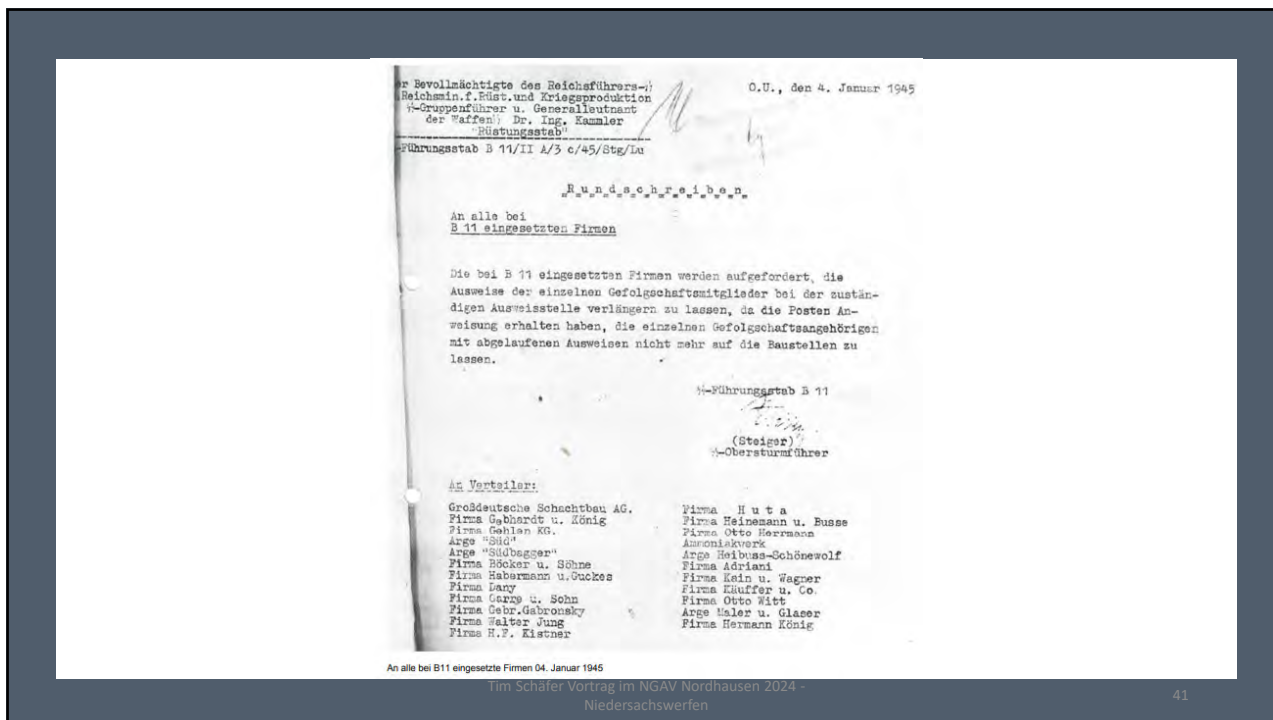 r Bevollmächtigte des Reichsführers-SS
Reichsmin.f.Rüst.und Kriegsproduktion
SS-Gruppenführer u. Generalleutnant
der Waffen SS Dr. Ing. Kammler
"Rüstungsstab"
-Führungsstab B 11/II A/3 c/45/Stg/Lu
O.U., den 4. Januar 1945
"R_u_n_d_s_c_h_r_e_i_b_e_n_
An alle bei
B 11 eingesetzten Firmen
Die bei B 11 eingesetzten Firmen werden aufgefordert, die
Ausweise der einzelnen Gefolgschaftsmitglieder bei der zustän-
digen Ausweisstelle verlängern zu lassen, da die Posten An-
weisung erhalten haben, die einzelnen Gefolgschaftsangehörigen
mit abgelaufenen Ausweisen nicht mehr auf die Baustellen zu
lassen.
SS-Führungsstab B 11
(Steiger)
SS-Obersturmführer
An Verteiler:
Großdeutsche Schachtbau AG.
Firma Gebhardt u. König
Firma Gehlen KG.
Arge "Süd"
Arge "Südbagger"
Firma Böcker u. Söhne
Firma Habermann u.Guckes
Firma Dany
Firma Garre u. Sohn
Firma Gebr.Gabronsky
Firma Walter Jung
Firma H.F. Kistner
Firma H u t a
Firma Heinemann u. Busse
Firma Otto Herrmann
Ammoniakwerk
Arge Heibuss-Schönewolf
Firma Adriani
Firma Kain u. Wagner
Firma Käuffer u. Co.
Firma Otto Witt
Arge Maler u. Glaser
Firma Hermann König
An alle bei B11 eingesetzte Firmen 04. Januar 1945
Tim Schäfer Vortrag im NGAV Nordhausen 2024 -
Niedersachswerfen
41